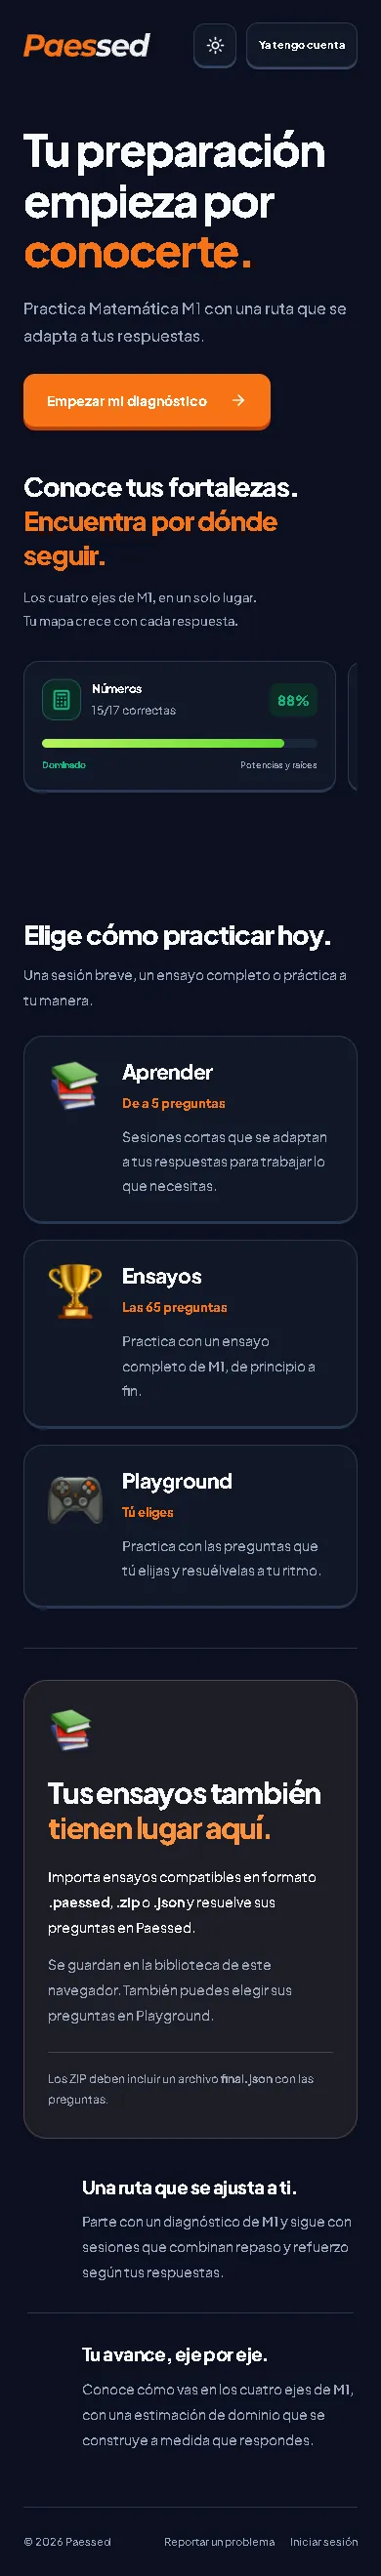 Paessed
Ya tengo cuenta
Tu preparación
empieza por
conocerte.
Practica Matemática M1 con una ruta que se
adapta a tus respuestas.
Empezar mi diagnóstico
Conoce tus fortalezas.
Encuentra por dónde
seguir.
Los cuatro ejes de M1, en un solo lugar.
Tu mapa crece con cada respuesta.
Números
15/17 correctas
88%
Dominado
Potencias y raíces
Elige cómo practicar hoy.
Una sesión breve, un ensayo completo o práctica a
tu manera.
Aprender
De a 5 preguntas
Sesiones cortas que se adaptan
a tus respuestas para trabajar lo
que necesitas.
Ensayos
Las 65 preguntas
Practica con un ensayo
completo de M1, de principio a
fin.
Playground
Tú eliges
Practica con las preguntas que
tú elijas y resuélvelas a tu ritmo.
Tus ensayos también
tienen lugar aquí.
Importa ensayos compatibles en formato
.paessed, .zip o .json y resuelve sus
preguntas en Paessed.
Se guardan en la biblioteca de este
navegador. También puedes elegir sus
preguntas en Playground.
Los ZIP deben incluir un archivo final.json con las
preguntas.
Una ruta que se ajusta a ti.
Parte con un diagnóstico de M1 y sigue con
sesiones que combinan repaso y refuerzo
según tus respuestas.
Tu avance, eje por eje.
Conoce cómo vas en los cuatro ejes de M1,
con una estimación de dominio que se
construye a medida que respondes.
© 2026 Paessed
Reportar un problema
Iniciar sesión